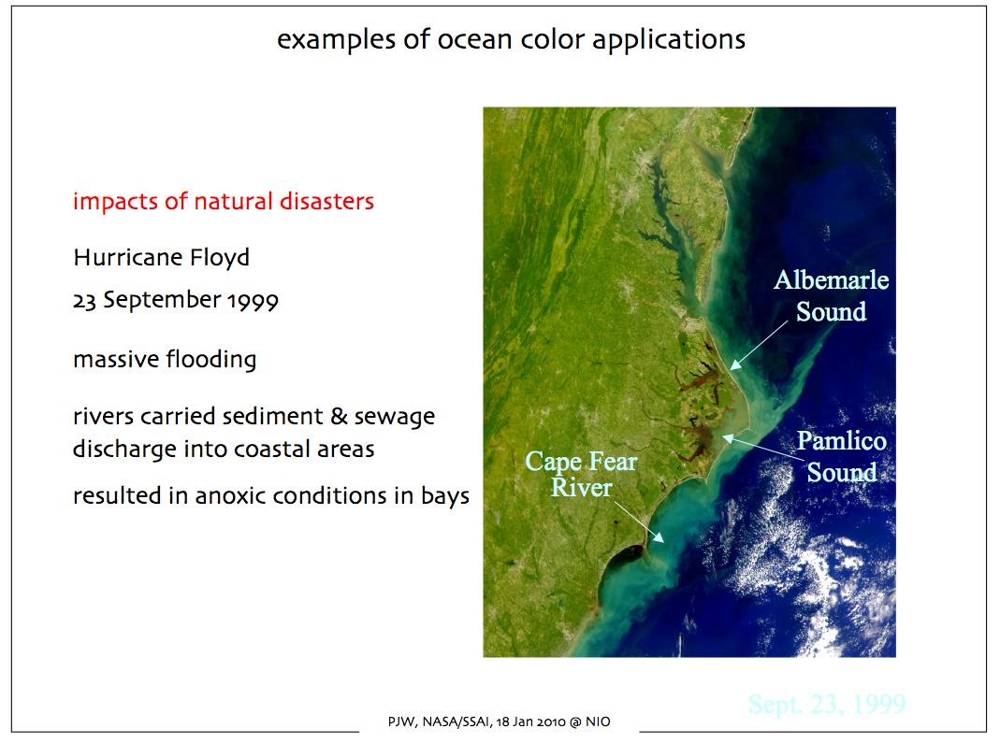 examples of ocean color applications
impacts of natural disasters
Hurricane Floyd
23 September 1999
massive flooding
rivers carried sediment & sewage
discharge into coastal areas
resulted in anoxic conditions in bays
Albemarle
Sound
Pamlico
Sound
Cape Fear
River
Sept. 23, 1999
PJW, NASA/SSAI, 18 Jan 2010 @ NIO